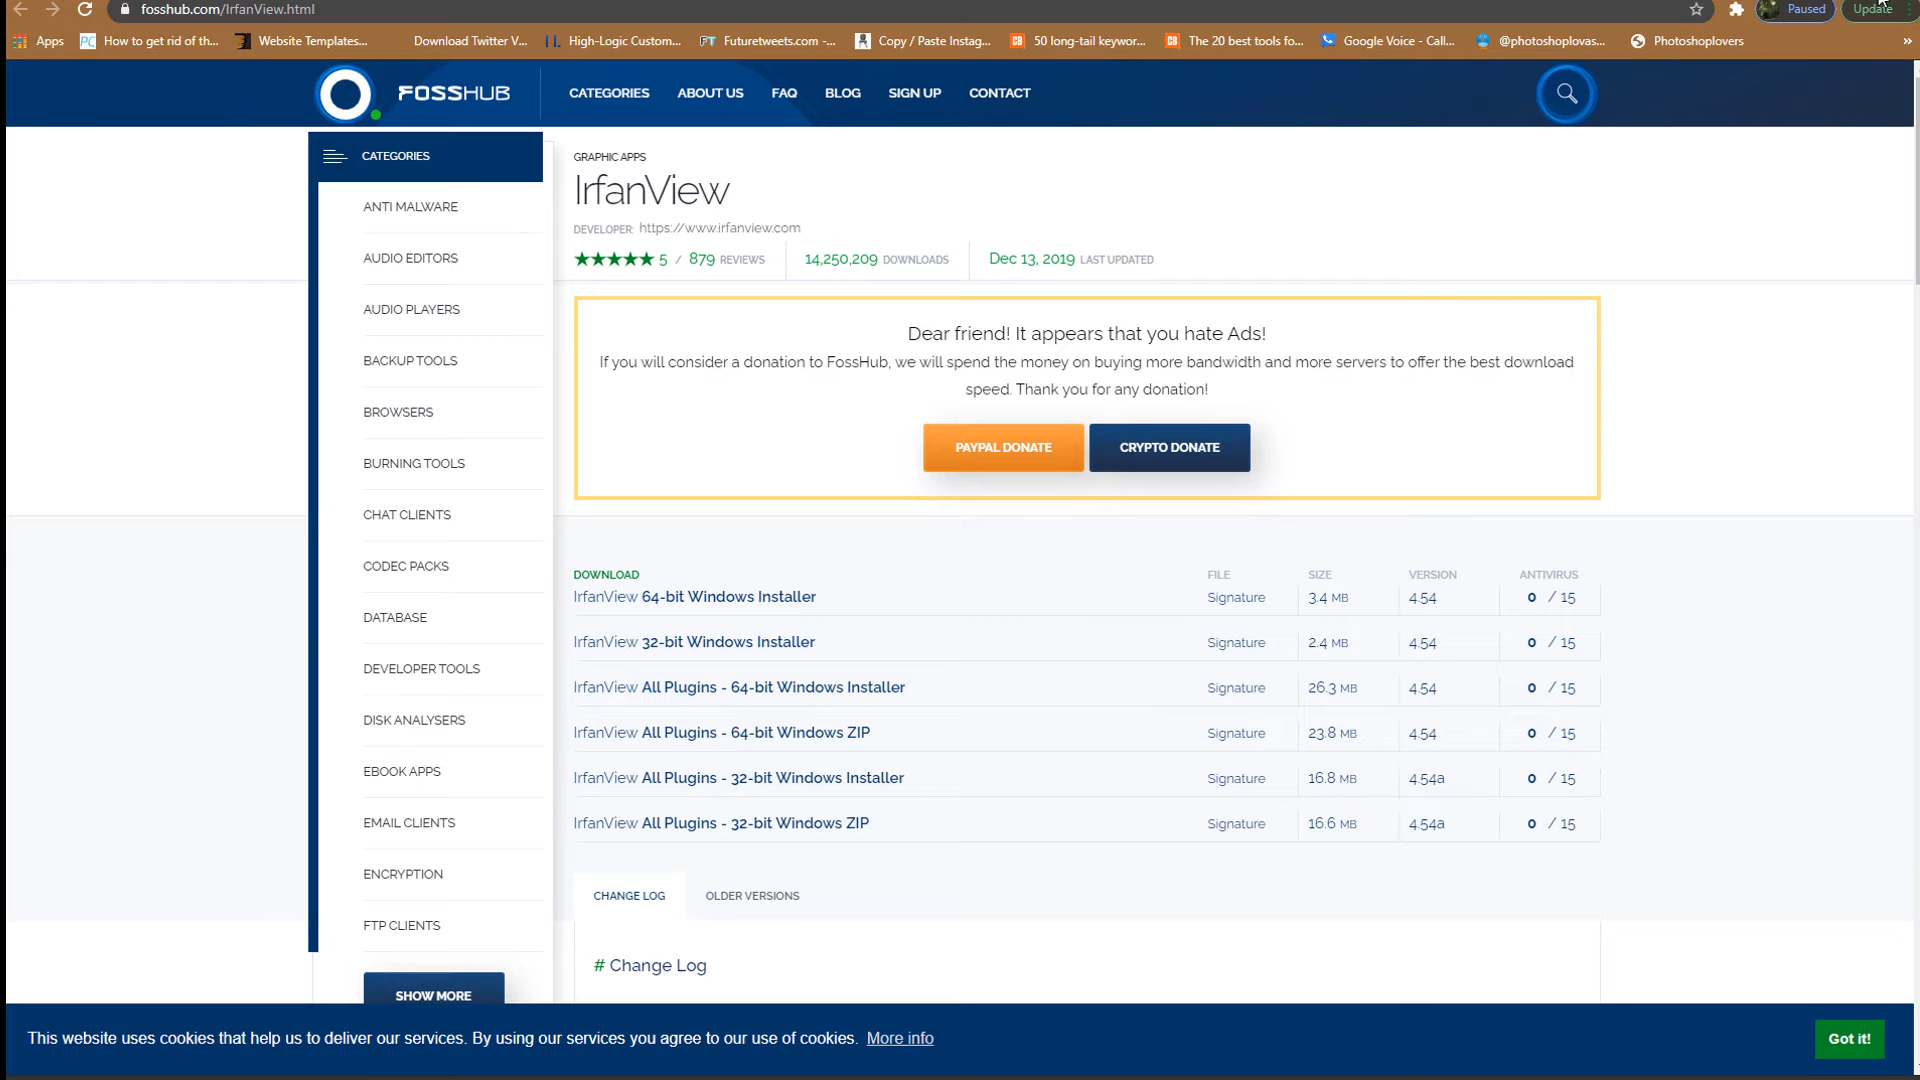 fosshub.com/IrfanView.html
Paused
Update
Apps
How to get rid of th...
Website Templates...
Download Twitter V...
High-Logic Custom...
Futuretweets.com -...
Copy / Paste Instag...
50 long-tail keywor...
The 20 best tools fo...
Google Voice - Call...
@photoshoplovas...
Photoshoplovers
»
FOSSHUB
CATEGORIES
ABOUT US
FAQ
BLOG
SIGN UP
CONTACT
CATEGORIES
ANTI MALWARE
AUDIO EDITORS
AUDIO PLAYERS
BACKUP TOOLS
BROWSERS
BURNING TOOLS
CHAT CLIENTS
CODEC PACKS
DATABASE
DEVELOPER TOOLS
DISK ANALYSERS
EBOOK APPS
EMAIL CLIENTS
ENCRYPTION
FTP CLIENTS
SHOW MORE
GRAPHIC APPS
IrfanView
DEVELOPER: https://www.irfanview.com
5 / 879 REVIEWS 14,250,209 DOWNLOADS Dec 13, 2019 LAST UPDATED
Dear friend! It appears that you hate Ads!
If you will consider a donation to FossHub, we will spend the money on buying more bandwidth and more servers to offer the best download
speed. Thank you for any donation!
PAYPAL DONATE
CRYPTO DONATE
DOWNLOAD FILE SIZE VERSION ANTIVIRUS
IrfanView 64-bit Windows Installer Signature 3.4 MB 4.54 0 / 15
IrfanView 32-bit Windows Installer Signature 2.4 MB 4.54 0 / 15
IrfanView All Plugins - 64-bit Windows Installer Signature 26.3 MB 4.54 0 / 15
IrfanView All Plugins - 64-bit Windows ZIP Signature 23.8 MB 4.54 0 / 15
IrfanView All Plugins - 32-bit Windows Installer Signature 16.8 MB 4.54a 0 / 15
IrfanView All Plugins - 32-bit Windows ZIP Signature 16.6 MB 4.54a 0 / 15
CHANGE LOG
OLDER VERSIONS
# Change Log
This website uses cookies that help us to deliver our services. By using our services you agree to our use of cookies. More info
Got it!